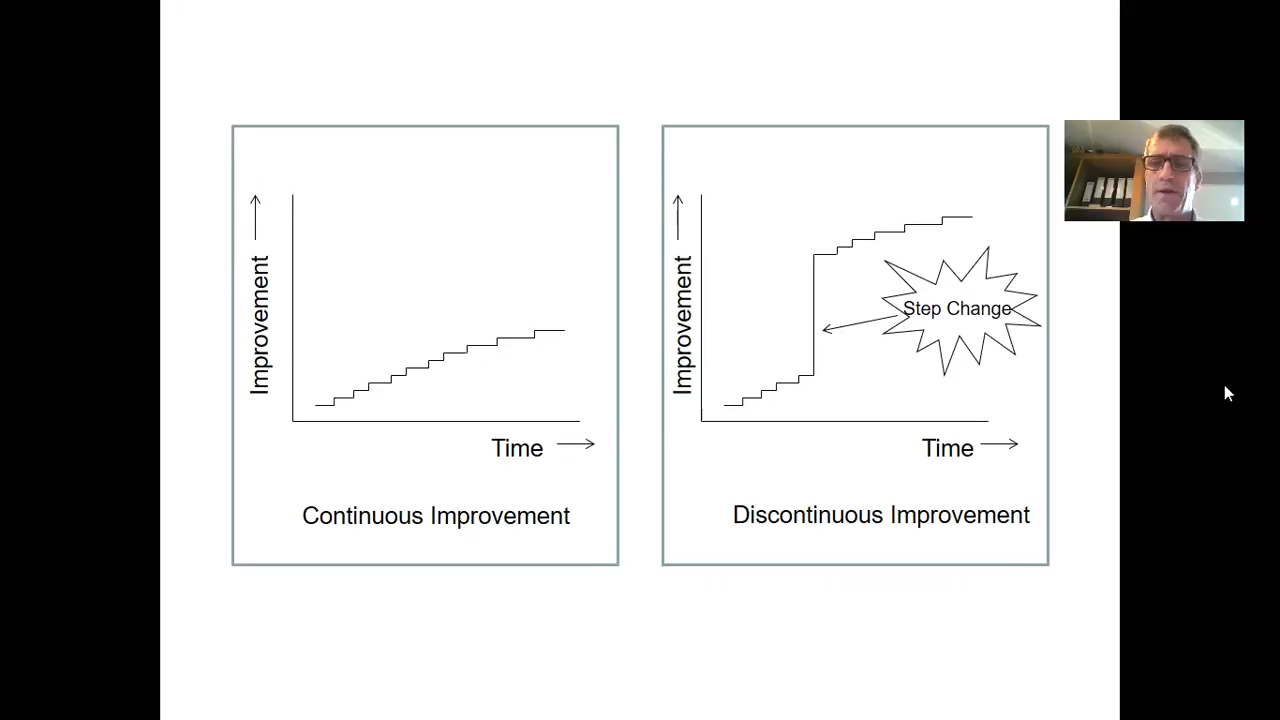 Improvement
Time
Continuous Improvement
Improvement
Step Change
Time
Discontinuous Improvement